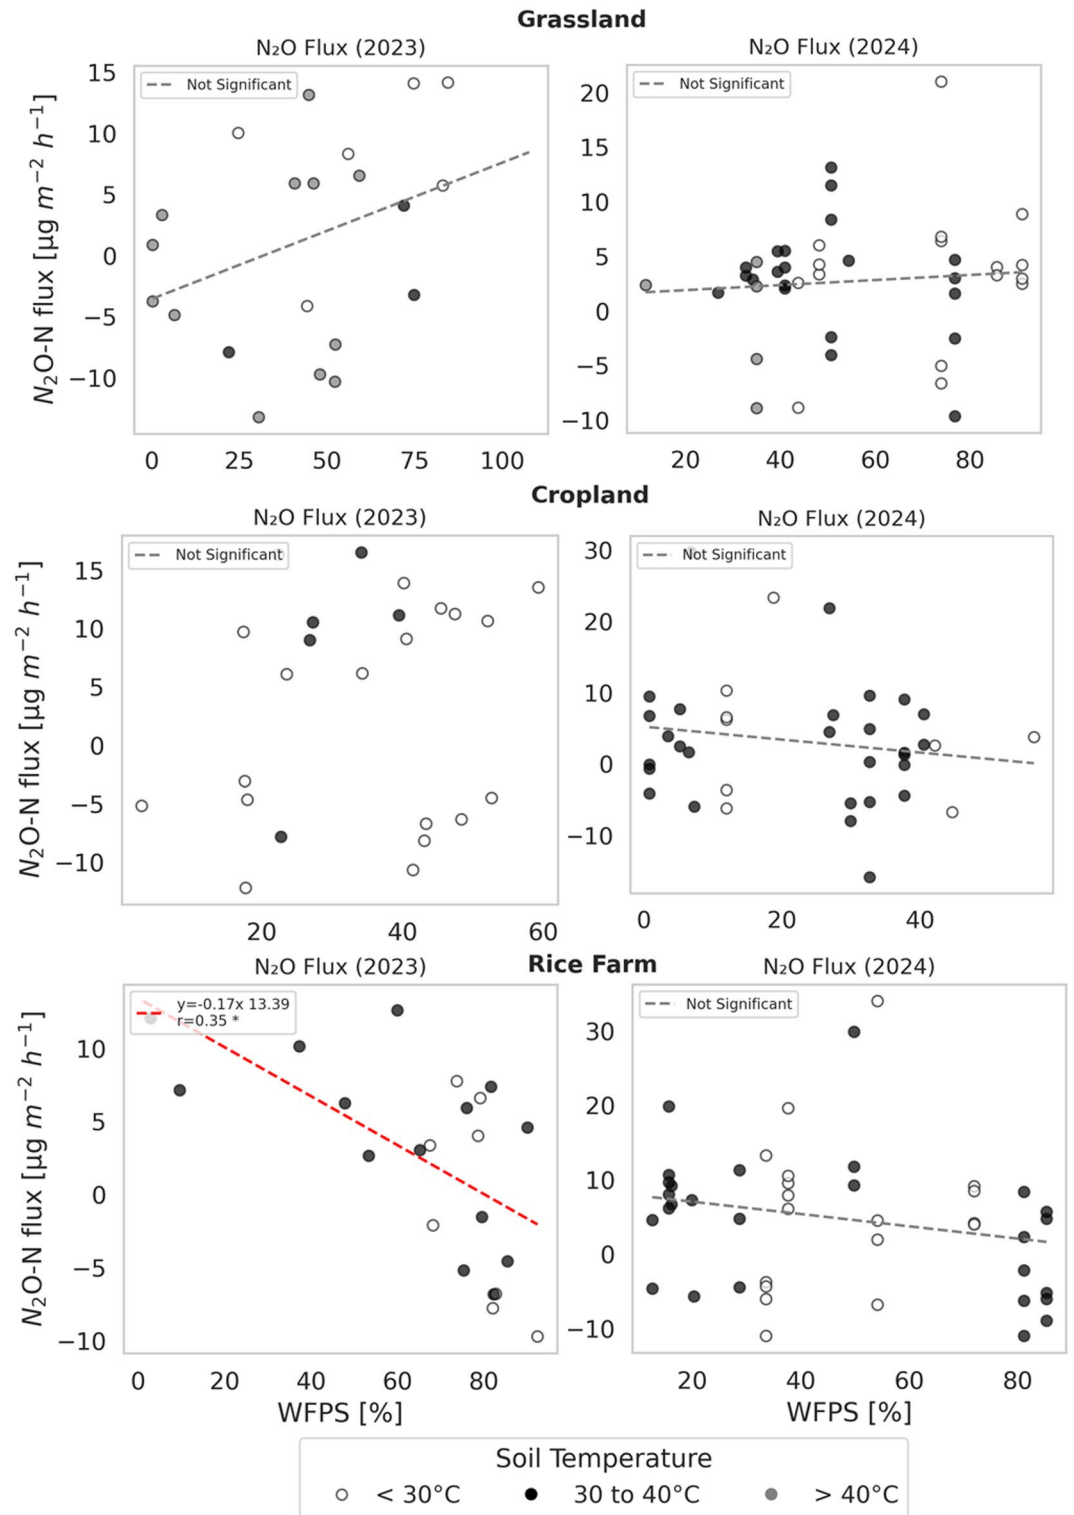 Grassland
N₂O Flux (2023)
N₂O Flux (2024)
Not Significant
Not Significant
N₂O-N flux [µg m⁻² h⁻¹]
15
10
5
0
−5
−10
0 25 50 75 100
20
15
10
5
0
−5
−10
20 40 60 80
Cropland
N₂O Flux (2023)
N₂O Flux (2024)
Not Significant
Not Significant
N₂O-N flux [µg m⁻² h⁻¹]
15
10
5
0
−5
−10
20 40 60
30
20
10
0
−10
0 20 40
Rice Farm
N₂O Flux (2023)
N₂O Flux (2024)
y=-0.17x 13.39
r=0.35 *
Not Significant
N₂O-N flux [µg m⁻² h⁻¹]
10
5
0
−5
−10
0 20 40 60 80
WFPS [%]
30
20
10
0
−10
20 40 60 80
WFPS [%]
Soil Temperature
< 30°C 30 to 40°C > 40°C